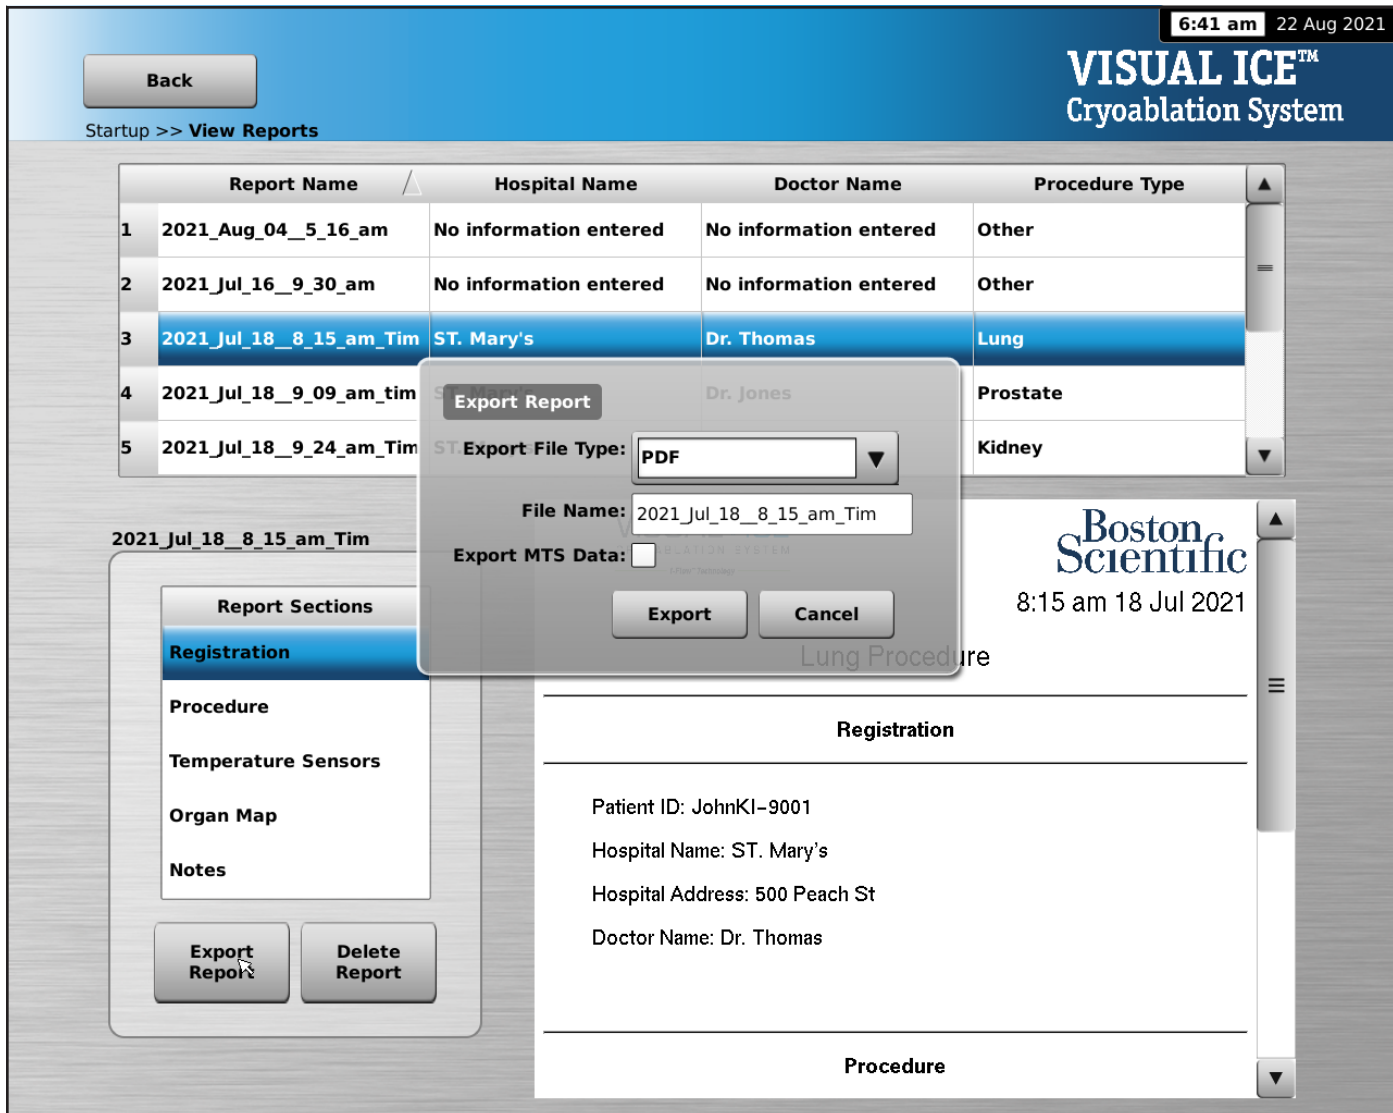 6:41 am 22 Aug 2021
Back
VISUAL ICE™
Cryoablation System
Startup >> View Reports
Report Name Hospital Name Doctor Name Procedure Type
1 2021_Aug_04__5_16_am No information entered No information entered Other
2 2021_Jul_16__9_30_am No information entered No information entered Other
3 2021_Jul_18__8_15_am_Tim ST. Mary's Dr. Thomas Lung
4 2021_Jul_18__9_09_am_tim ST. Mary's Dr. Jones Prostate
5 2021_Jul_18__9_24_am_Tim Kidney
Export Report
Export File Type: PDF
File Name: 2021_Jul_18__8_15_am_Tim
Export MTS Data:
Export Cancel
2021_Jul_18__8_15_am_Tim
Report Sections
Registration
Procedure
Temperature Sensors
Organ Map
Notes
Export Report
Delete Report
Boston
Scientific
8:15 am 18 Jul 2021
Lung Procedure
Registration
Patient ID: JohnKI-9001
Hospital Name: ST. Mary's
Hospital Address: 500 Peach St
Doctor Name: Dr. Thomas
Procedure